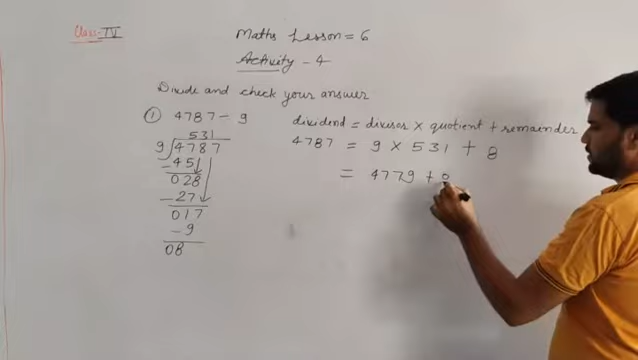 Class-IV
Maths Lesson = 6
Activity - 4
Divide and check your answer
① 4787 - 9
dividend = divisor × quotient + remainder
4787 = 9 × 531 + 8
= 4779 + 8
531
9 4787
-45
028
-27
017
-9
08